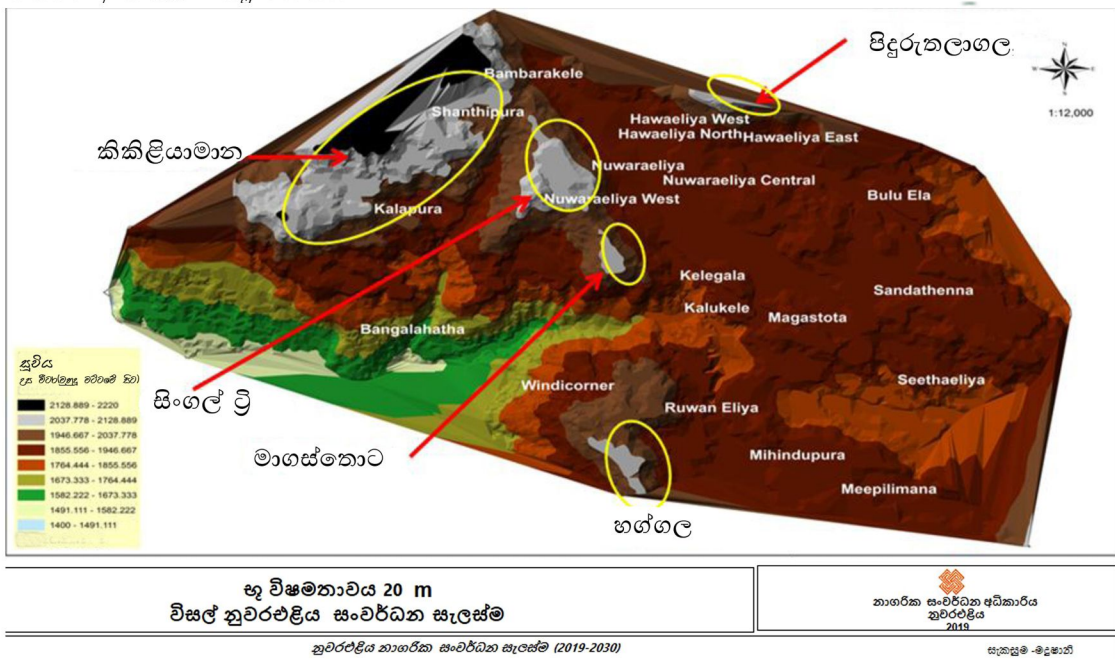 පිදුරුතලාගල
1:12,000
Bambarakele
Shanthipura
Hawaeliya West
Hawaeliya North
Hawaeliya East
කිකිළියාමාන
Nuwaraeliya
Nuwaraeliya Central
Nuwaraeliya West
Bulu Ela
Kalapura
Kelegala
Sandathenna
Kalukele
Magastota
Bangalahatha
සූචිය
2128.889 - 2220
2037.778 - 2128.889
1946.667 - 2037.778
1855.556 - 1946.667
1764.444 - 1855.556
1673.333 - 1764.444
1582.222 - 1673.333
1491.111 - 1582.222
1400 - 1491.111
සිංගල් ට්‍රි
Windicorner
Seethaeliya
Ruwan Eliya
මාගස්තොට
Mihindupura
Meepilimana
හග්ගල
භූ විෂමතාවය 20 m
විසල් නුවරඑළිය සංවර්ධන සැලස්ම
නාගරික සංවර්ධන අධිකාරිය
නුවරඑළිය
2019
නුවරඑළිය නාගරික සංවර්ධන සැලස්ම (2019-2030)
සැකසුම -මදුෂානි